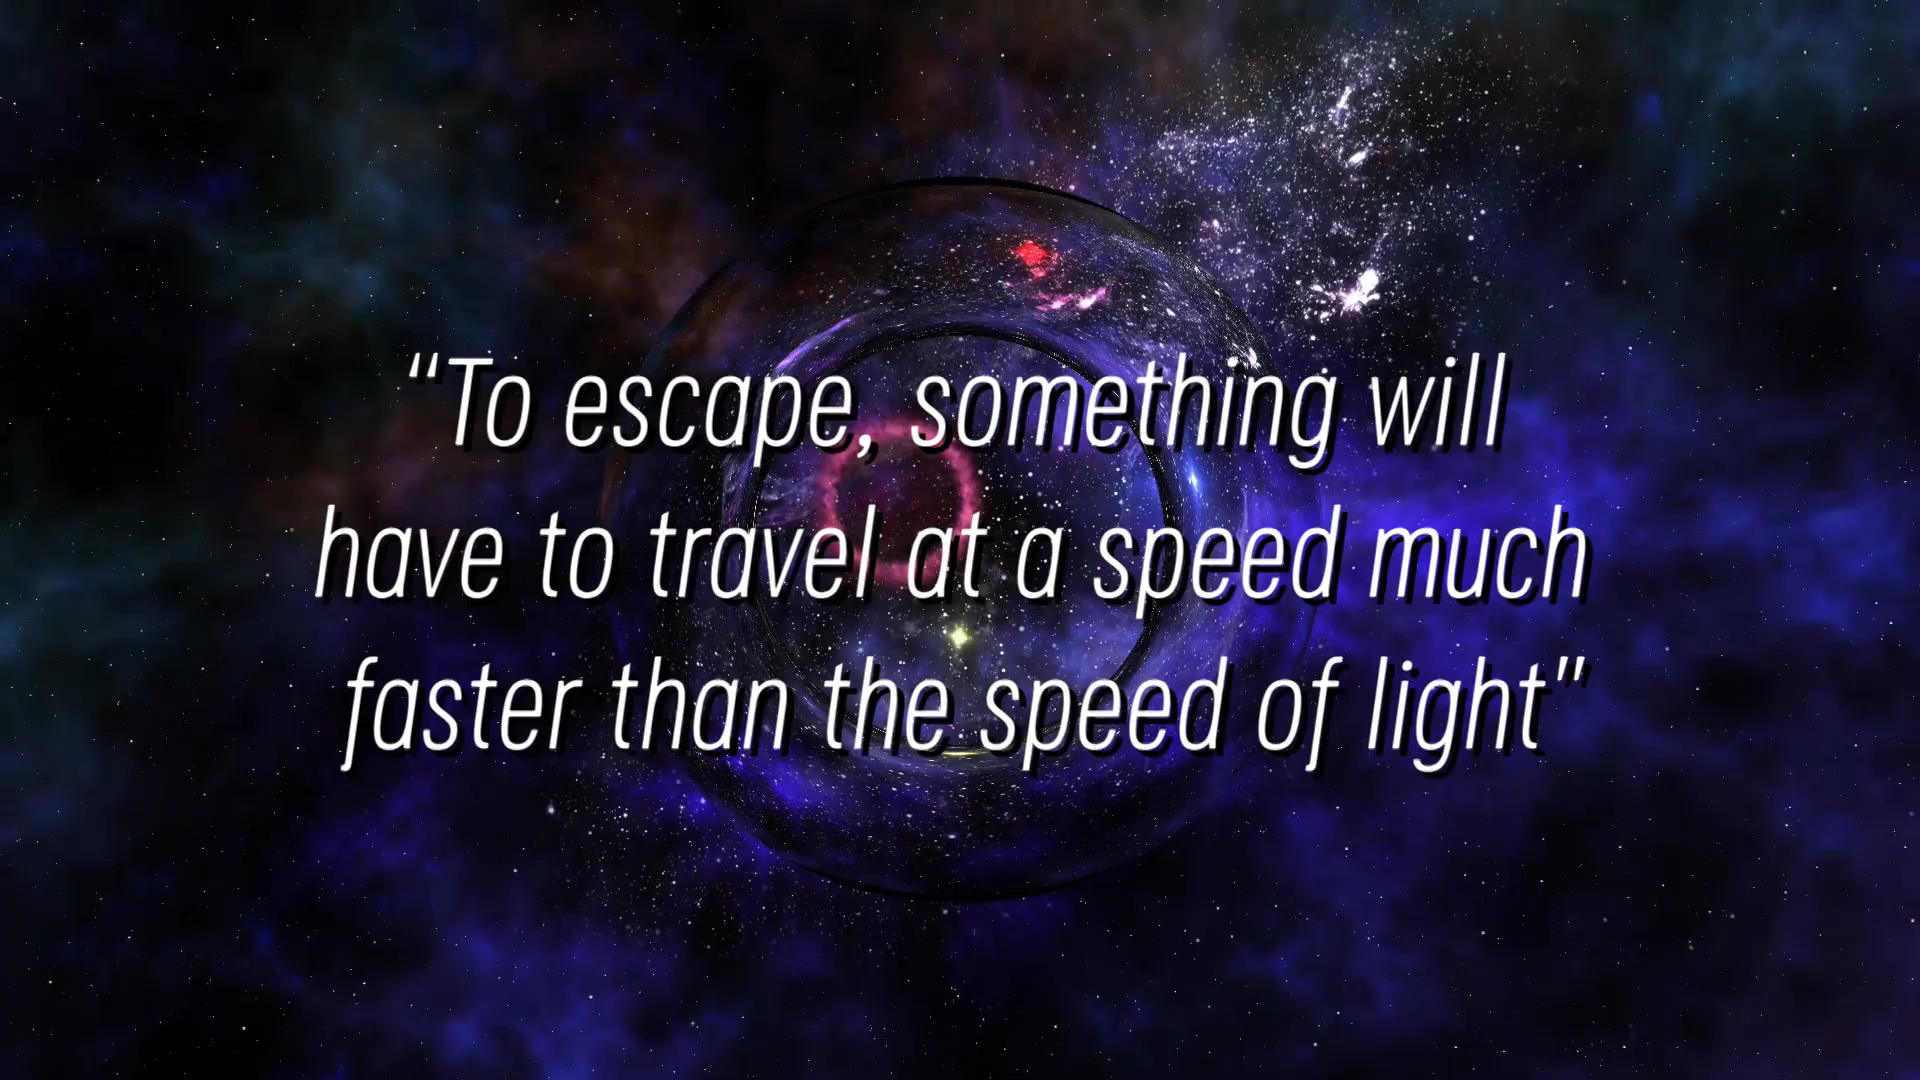 “To escape, something will
have to travel at a speed much
faster than the speed of light”